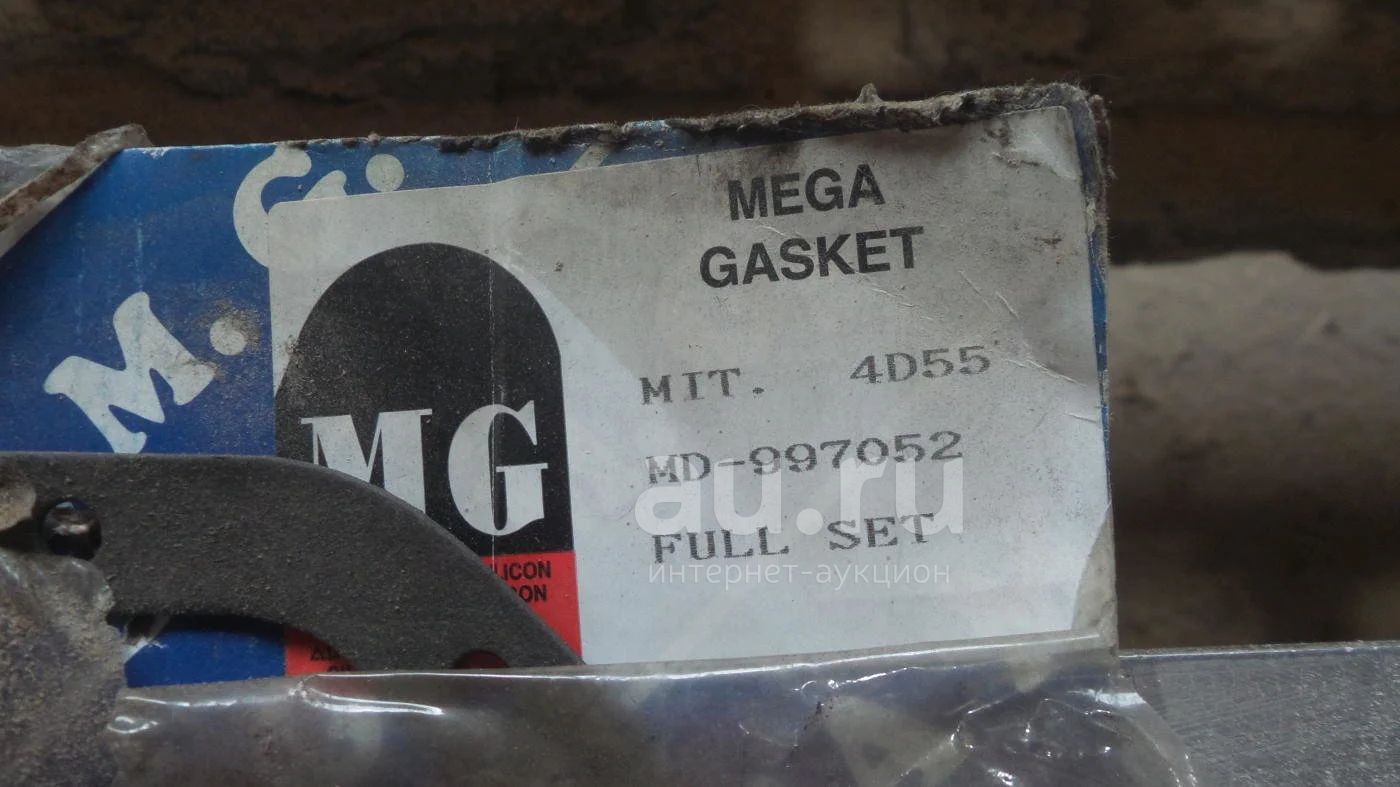 M.G.
MEGA
GASKET
MG
MIT. 4D55
MD-997052
au.ru
FULL SET
интернет-аукцион